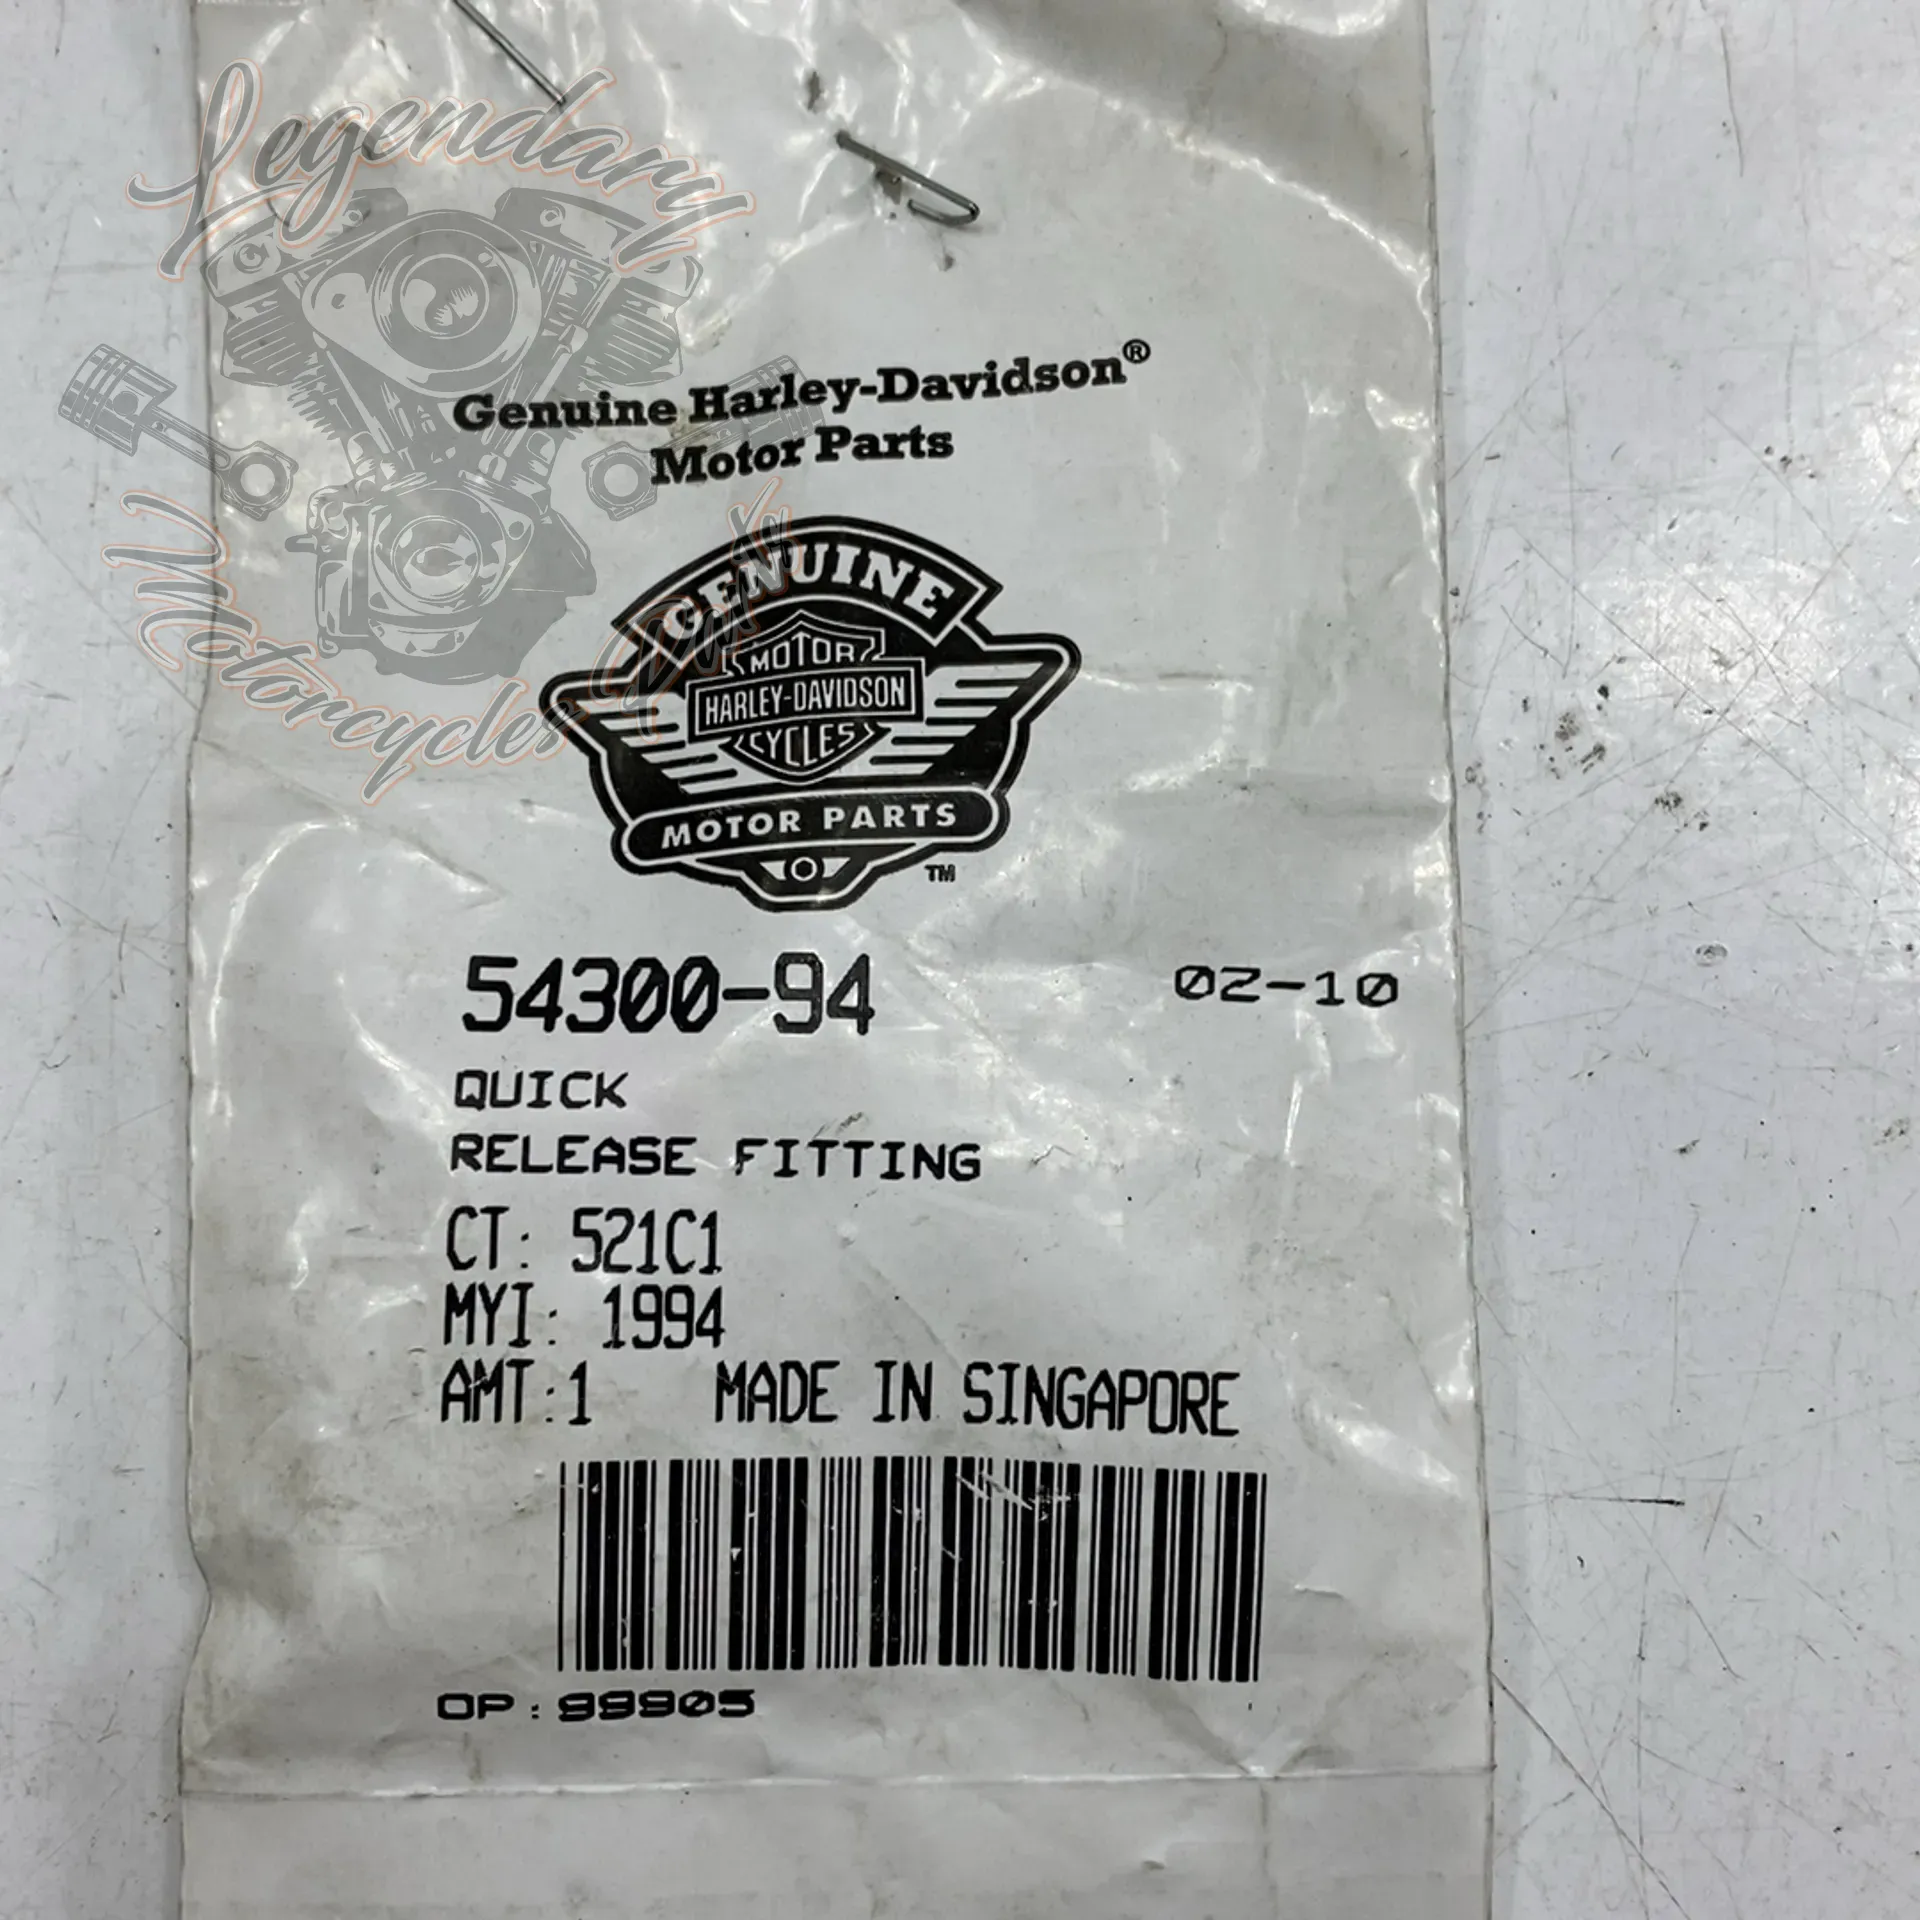 Legendary
Motorcycles Parts
Genuine Harley-Davidson®
Motor Parts
GENUINE
MOTOR
HARLEY-DAVIDSON
CYCLES
MOTOR PARTS
TM
54300-94 02-10
QUICK
RELEASE FITTING
CT: 521C1
MYI: 1994
AMT:1 MADE IN SINGAPORE
OP: 99905